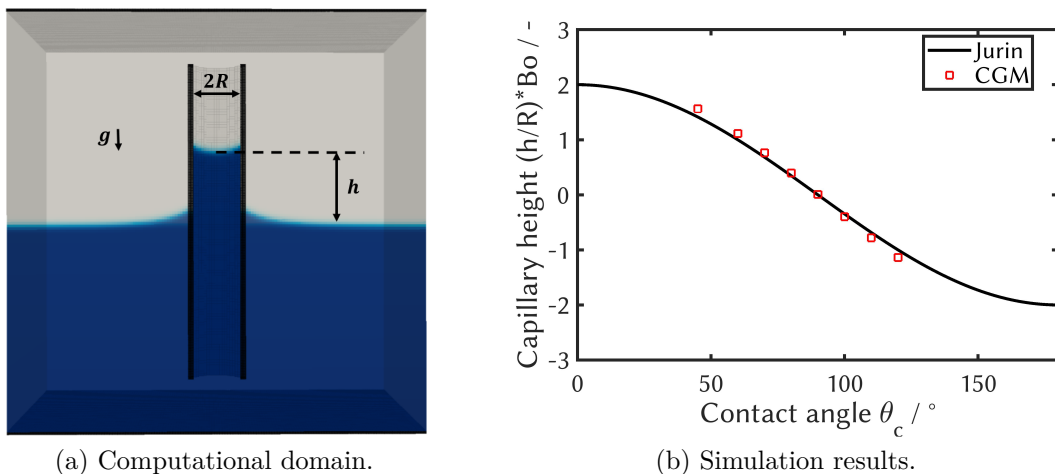 2R
g
h
(a) Computational domain.
3
2
1
0
-1
-2
-3
0
50
100
150
Capillary height (h/R)*Bo / -
Contact angle θc / °
Jurin
CGM
(b) Simulation results.